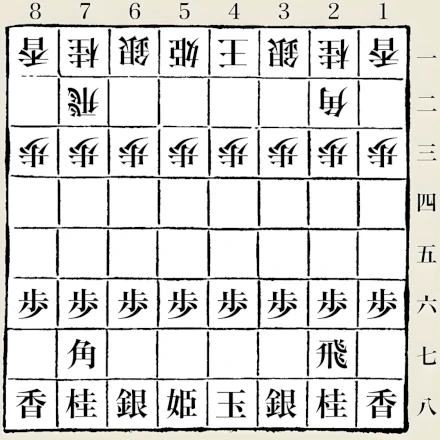 8 7 6 5 4 3 2 1
香 桂 銀 姫 王 銀 桂 香 一
飛 角 二
歩 歩 歩 歩 歩 歩 歩 歩 三
四
五
歩 歩 歩 歩 歩 歩 歩 歩 六
角 飛 七
香 桂 銀 姫 玉 銀 桂 香 八